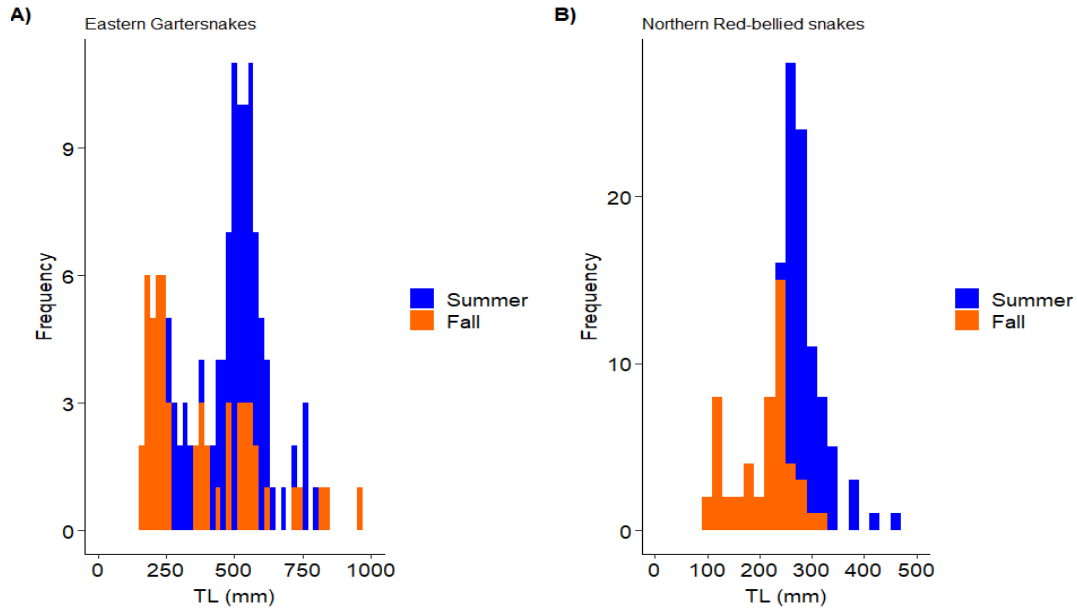 A)
Eastern Gartersnakes
Frequency
9
6
3
0
0 250 500 750 1000
TL (mm)
Summer
Fall
B)
Northern Red-bellied snakes
Frequency
20
10
0
0 100 200 300 400 500
TL (mm)
Summer
Fall